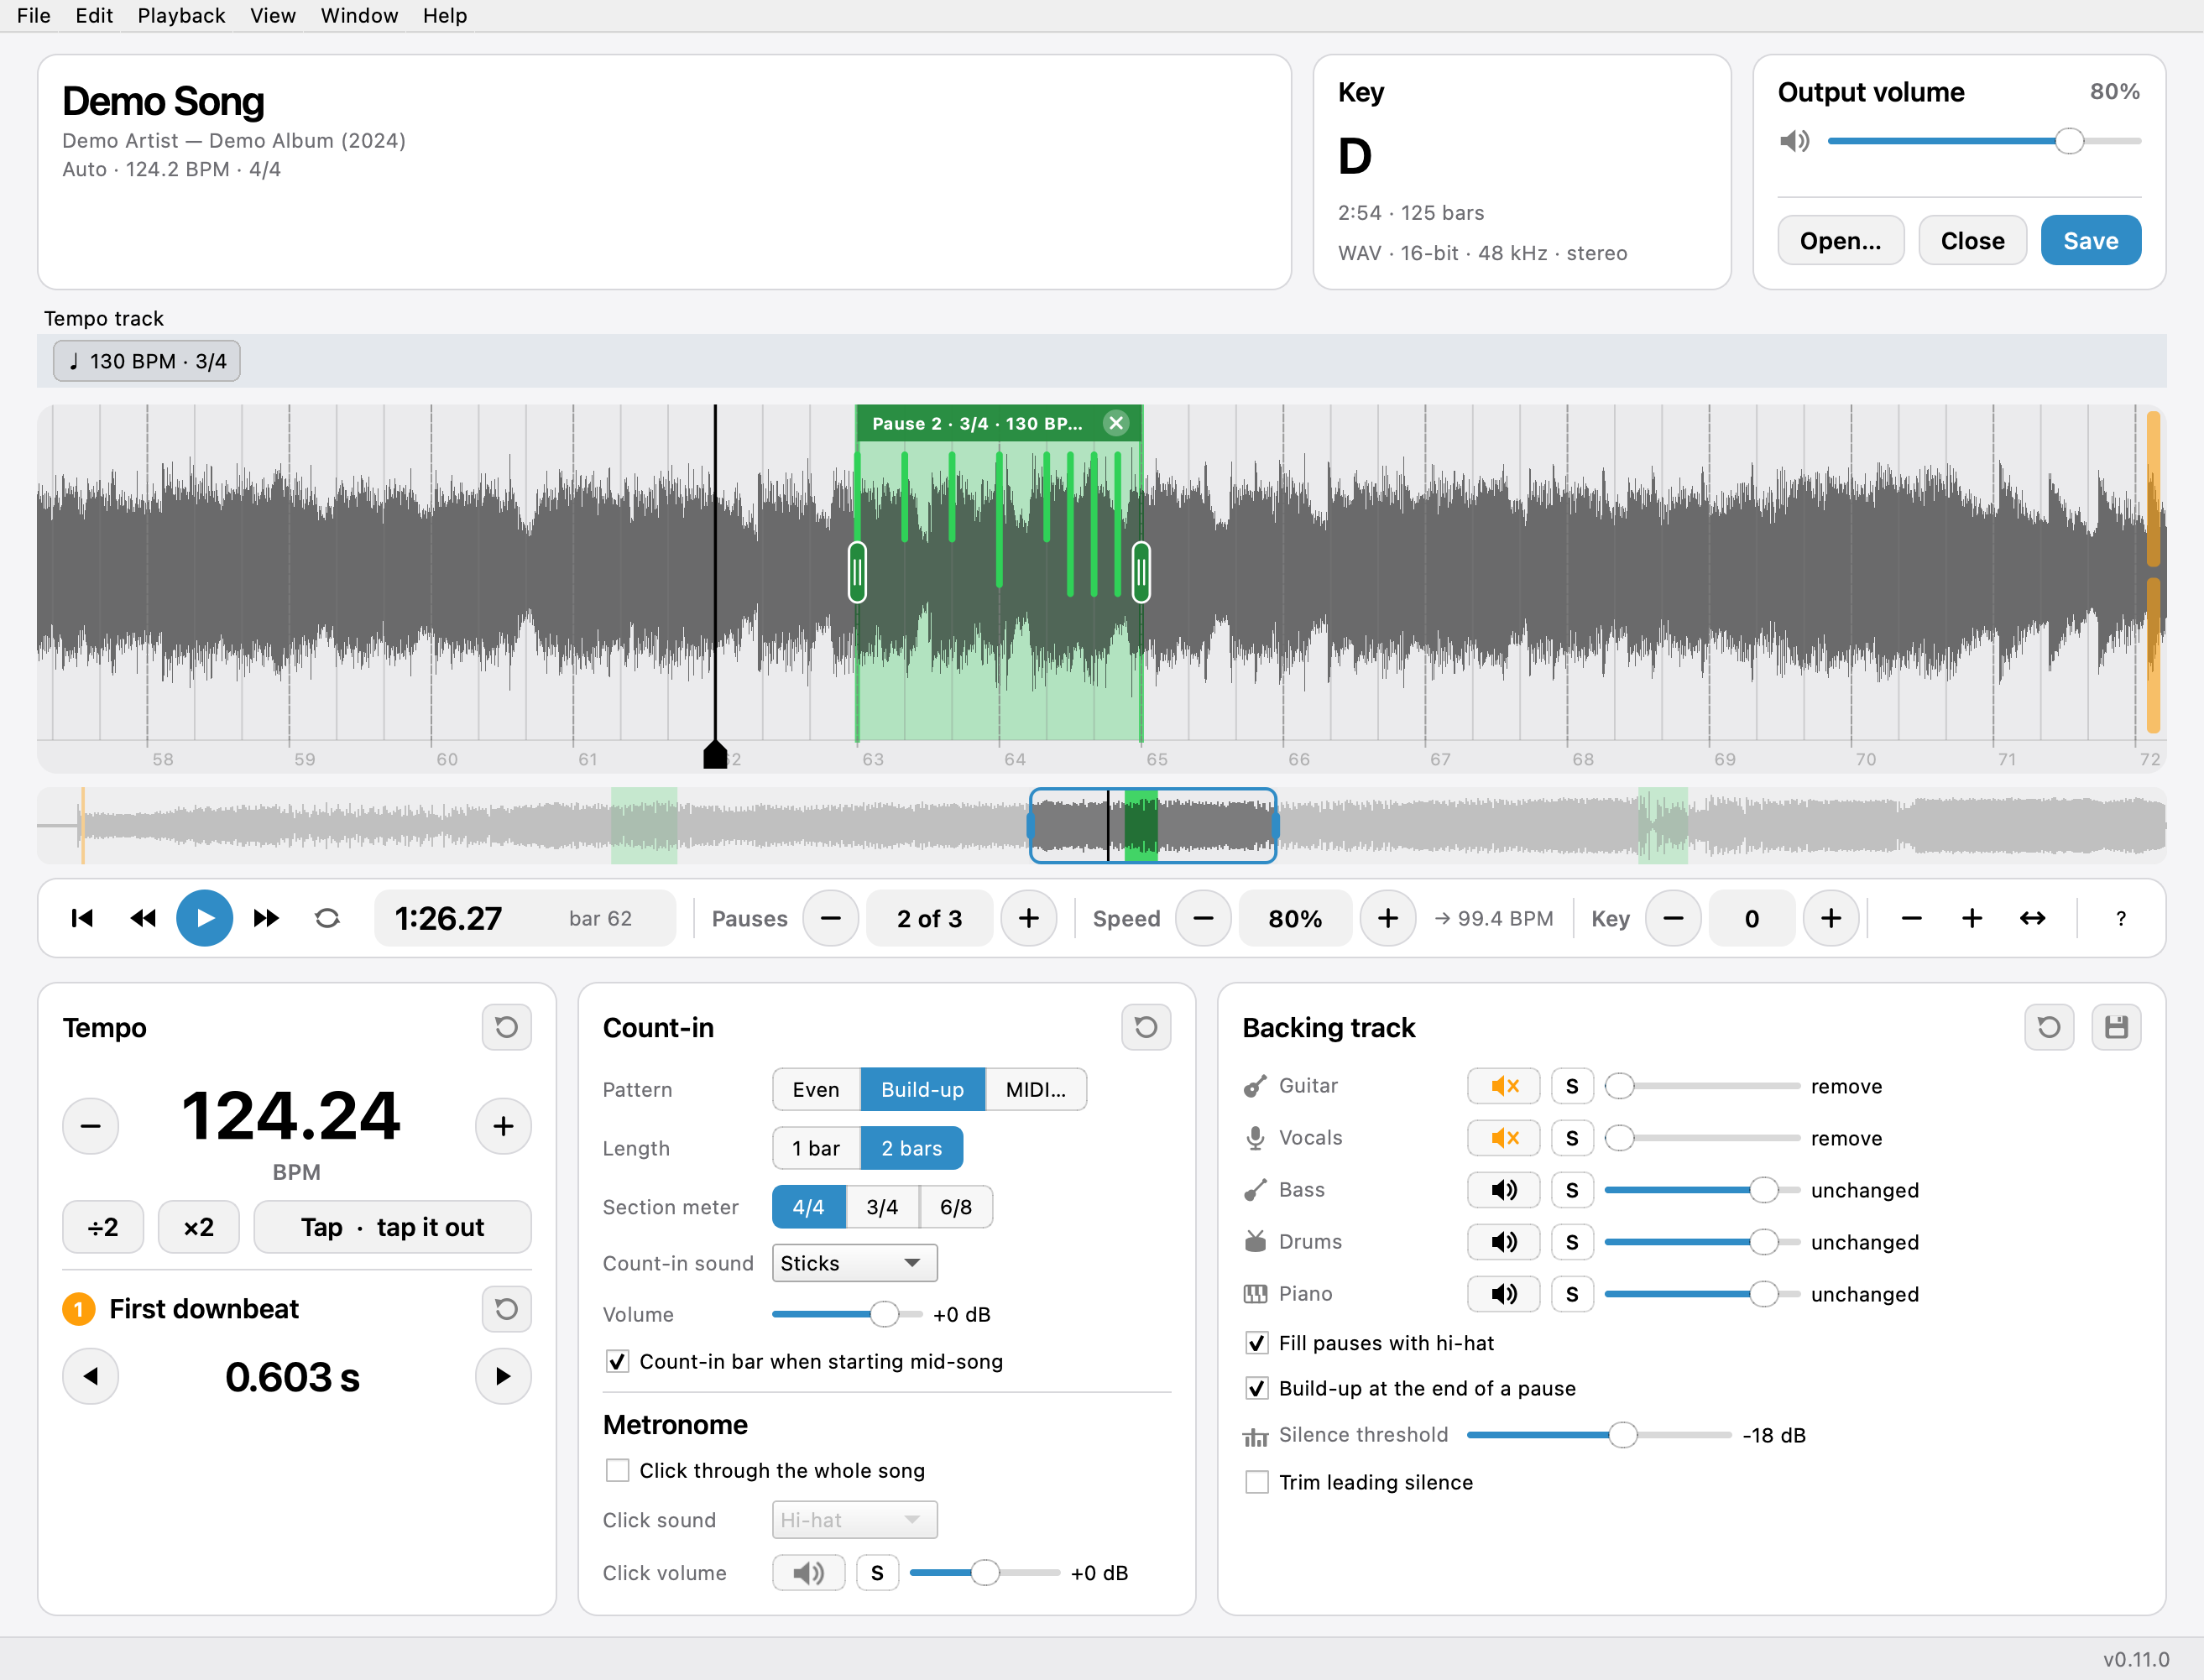 File Edit Playback View Window Help
Demo Song
Demo Artist — Demo Album (2024)
Auto · 124.2 BPM · 4/4
Key
D
2:54 · 125 bars
WAV · 16-bit · 48 kHz · stereo
Output volume 80%
Open... Close Save
Tempo track
♩ 130 BPM · 3/4
Pause 2 · 3/4 · 130 BP...
58 59 60 61 62 63 64 65 66 67 68 69 70 71 72
1:26.27 bar 62 Pauses − 2 of 3 + Speed − 80% + → 99.4 BPM Key − 0 + − + ↔ ?
Tempo
− 124.24 +
BPM
÷2 ×2 Tap · tap it out
1 First downbeat
0.603 s
Count-in
Pattern Even Build-up MIDI...
Length 1 bar 2 bars
Section meter 4/4 3/4 6/8
Count-in sound Sticks
Volume +0 dB
Count-in bar when starting mid-song
Metronome
Click through the whole song
Click sound Hi-hat
Click volume S +0 dB
Backing track
Guitar S remove
Vocals S remove
Bass S unchanged
Drums S unchanged
Piano S unchanged
Fill pauses with hi-hat
Build-up at the end of a pause
Silence threshold -18 dB
Trim leading silence
v0.11.0